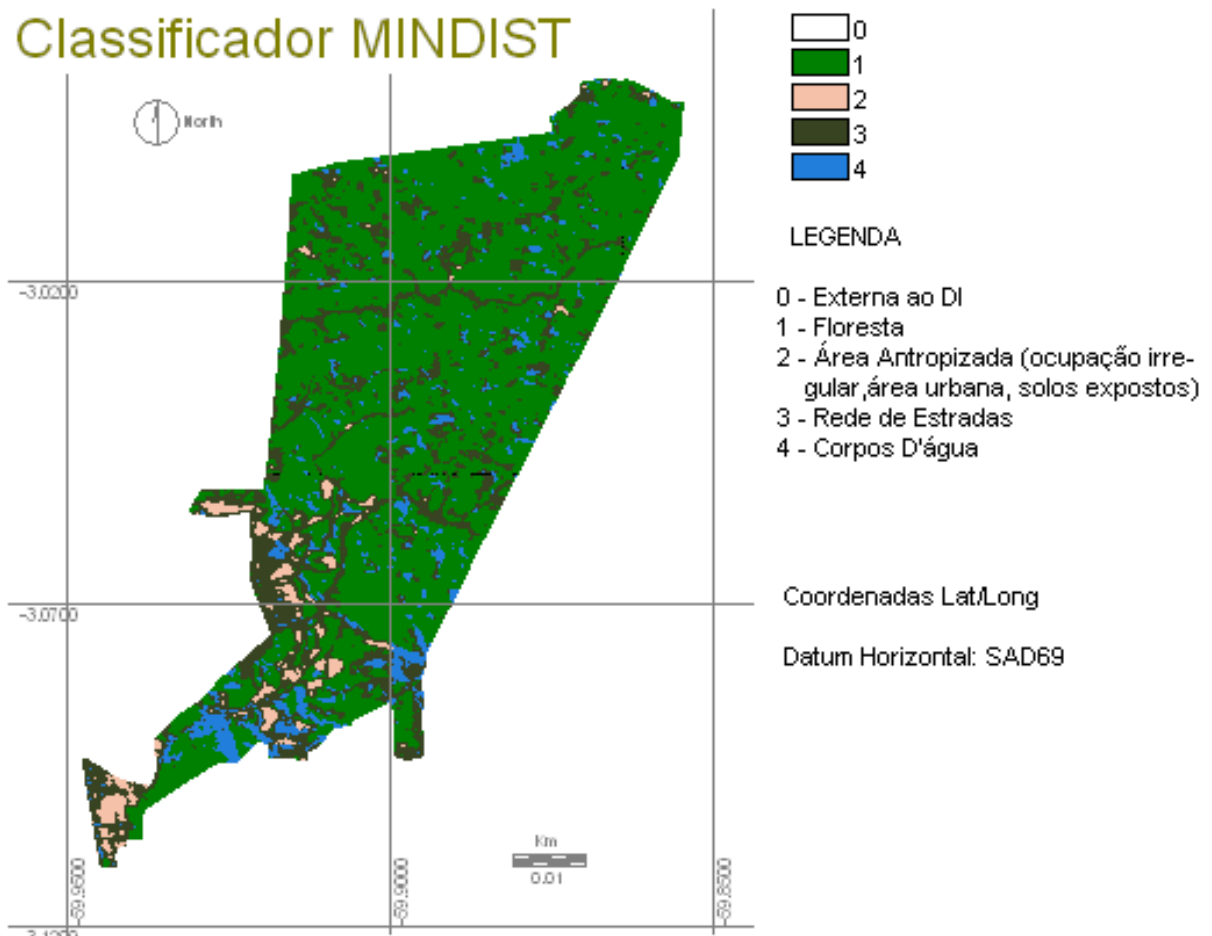 Classificador MINDIST
North
0
1
2
3
4
LEGENDA
0 - Externa ao DI
1 - Floresta
2 - Área Antropizada (ocupação irre-
gular,área urbana, solos expostos)
3 - Rede de Estradas
4 - Corpos D'água
Coordenadas Lat/Long
Datum Horizontal: SAD69
-3.0200
-3.0700
Km
0.01
-59.9500
-59.9000
-59.8500